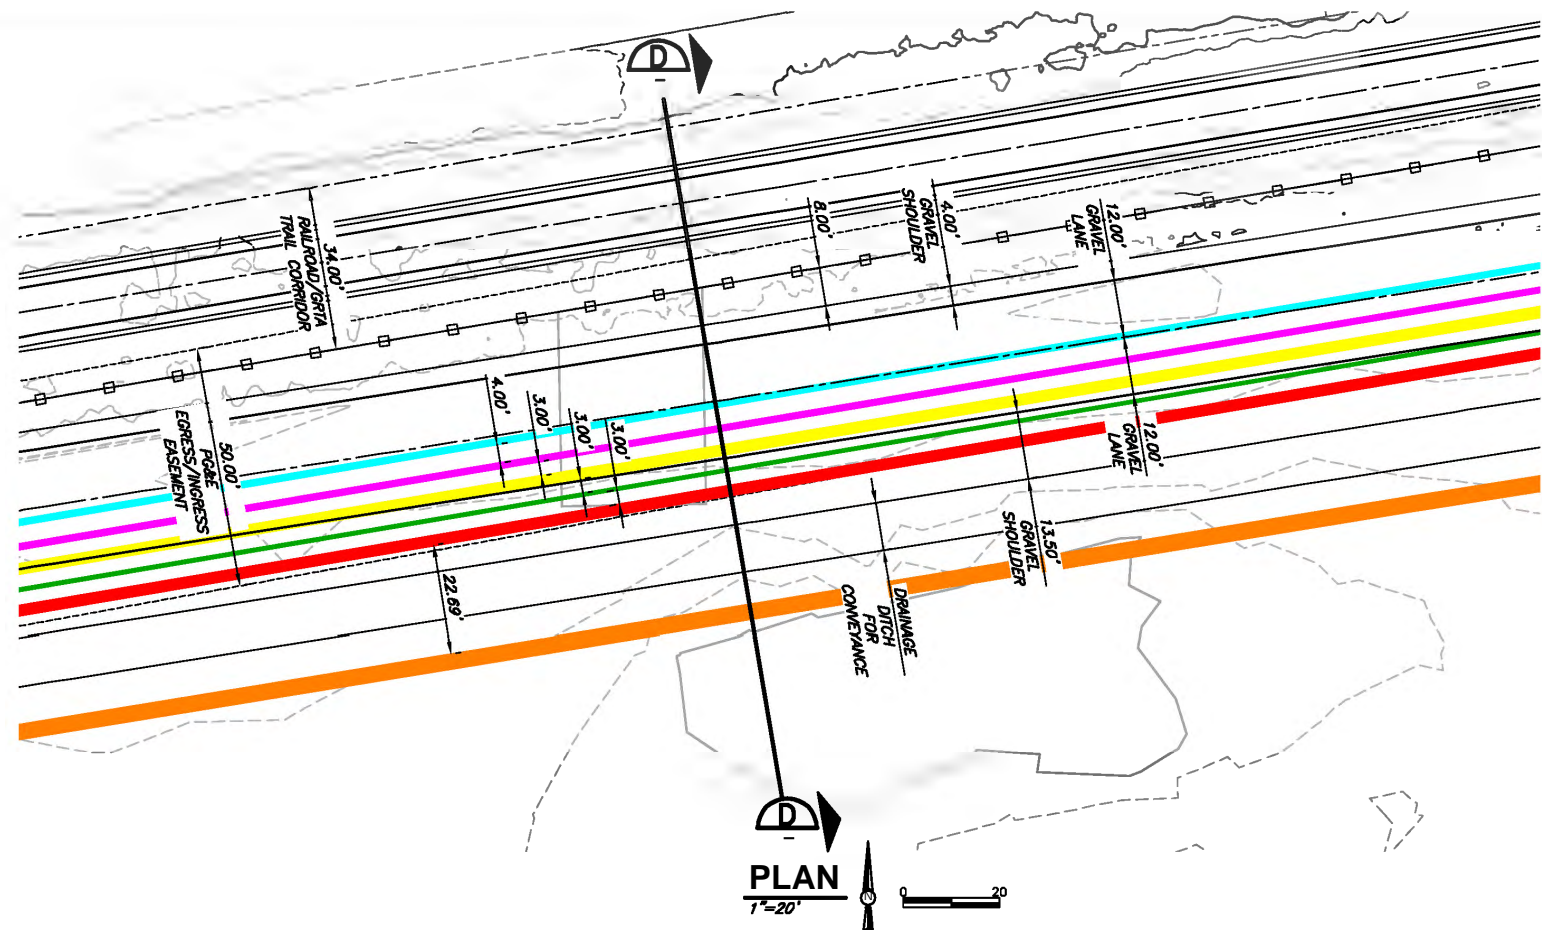 D
34.00'
RAILROAD/GRTA
TRAIL CORRIDOR
8.00'
4.00'
GRAVEL
SHOULDER
12.00'
GRAVEL
LANE
50.00'
PG&E
EGRESS/INGRESS
EASEMENT
4.00'
3.00'
3.00'
3.00'
12.00'
GRAVEL
LANE
22.69'
13.50'
GRAVEL
SHOULDER
DRAINAGE
DITCH
FOR
CONVEYANCE
D
PLAN
1"=20'
N
0 20